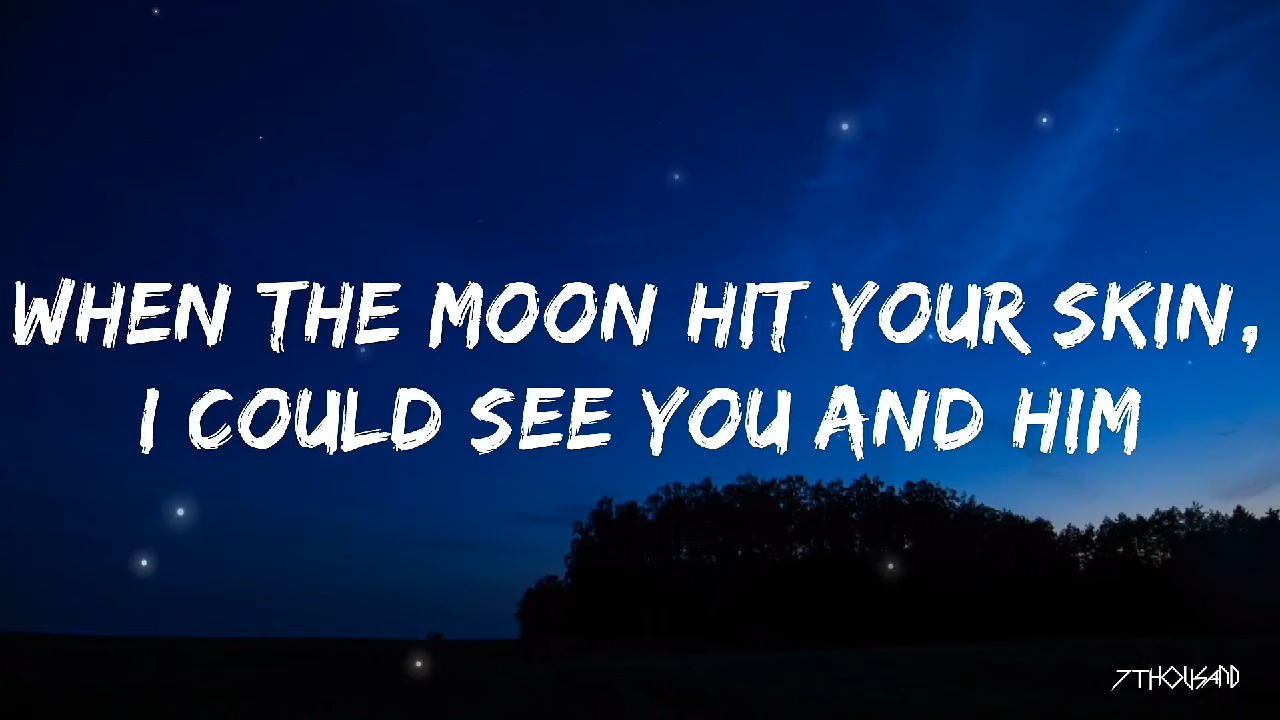 WHEN THE MOON HIT YOUR SKIN,
I COULD SEE YOU AND HIM
7THOUSAND